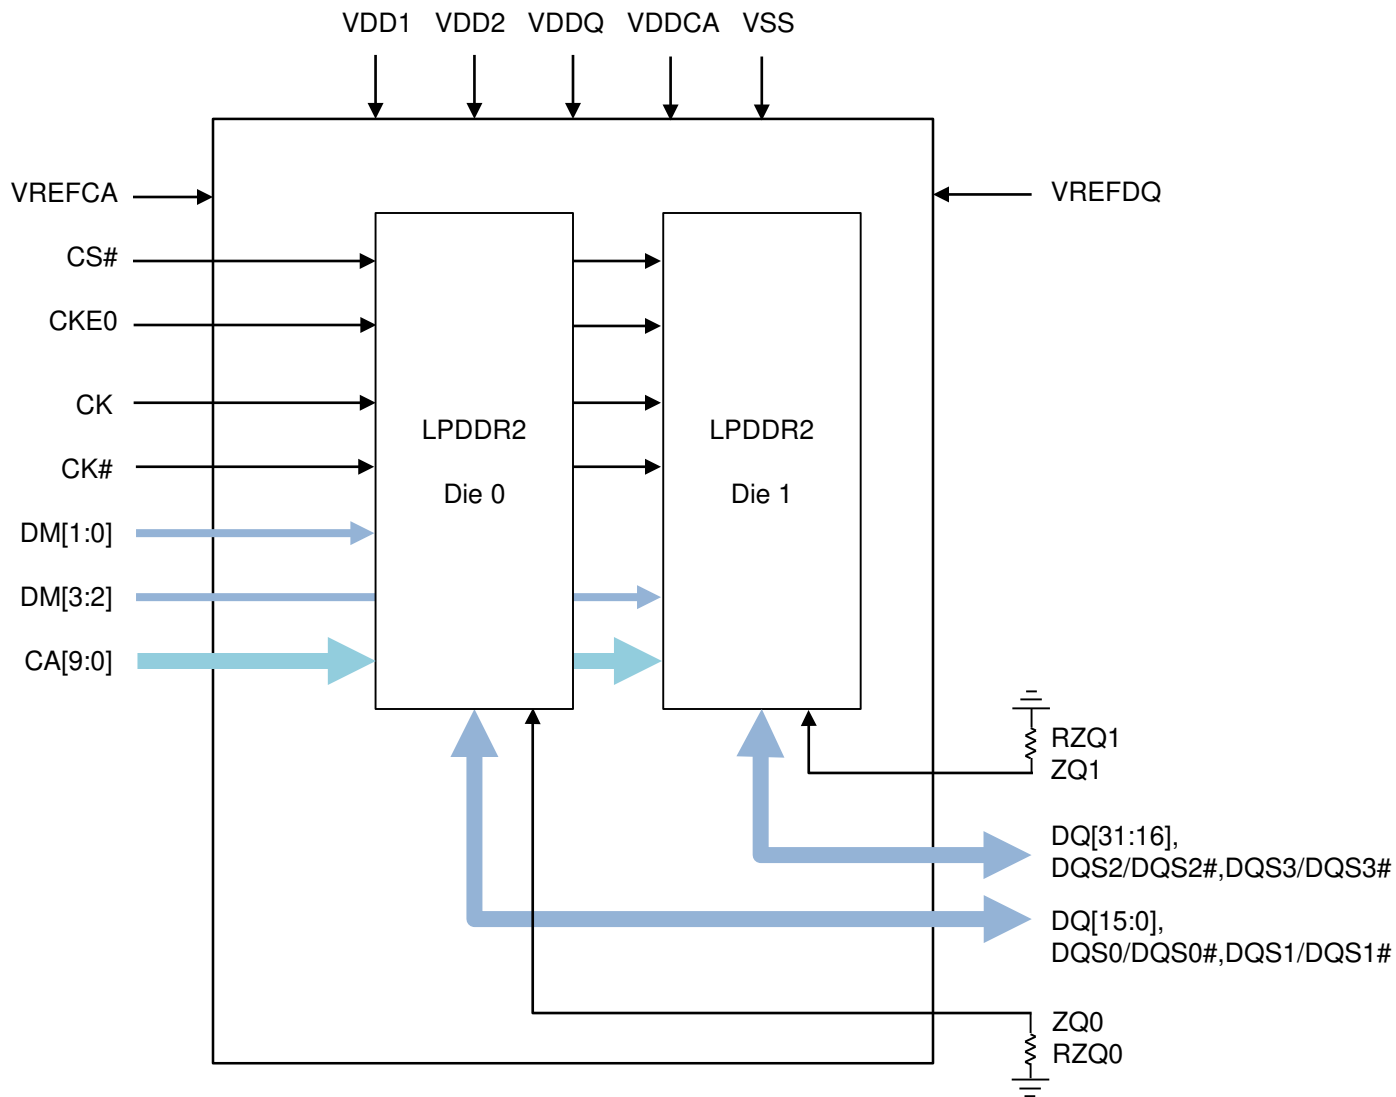 VDD1 VDD2 VDDQ VDDCA VSS
VREFCA
VREFDQ
CS#
CKE0
CK
CK#
DM[1:0]
DM[3:2]
CA[9:0]
LPDDR2
Die 0
LPDDR2
Die 1
RZQ1
ZQ1
DQ[31:16],
DQS2/DQS2#,DQS3/DQS3#
DQ[15:0],
DQS0/DQS0#,DQS1/DQS1#
ZQ0
RZQ0